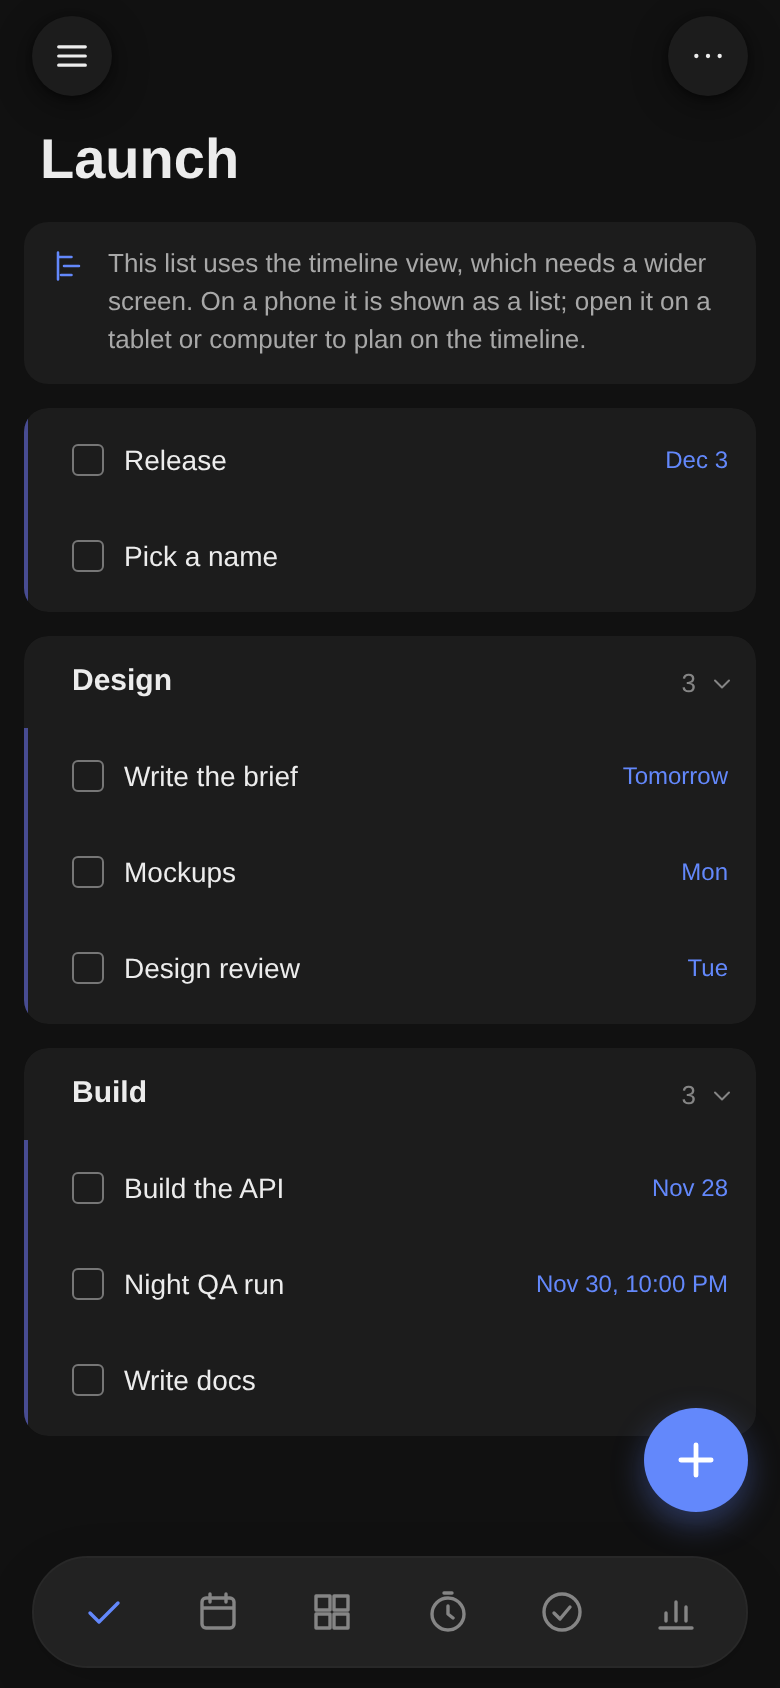 Launch
This list uses the timeline view, which needs a wider
screen. On a phone it is shown as a list; open it on a
tablet or computer to plan on the timeline.
Release Dec 3
Pick a name
Design 3
Write the brief Tomorrow
Mockups Mon
Design review Tue
Build 3
Build the API Nov 28
Night QA run Nov 30, 10:00 PM
Write docs